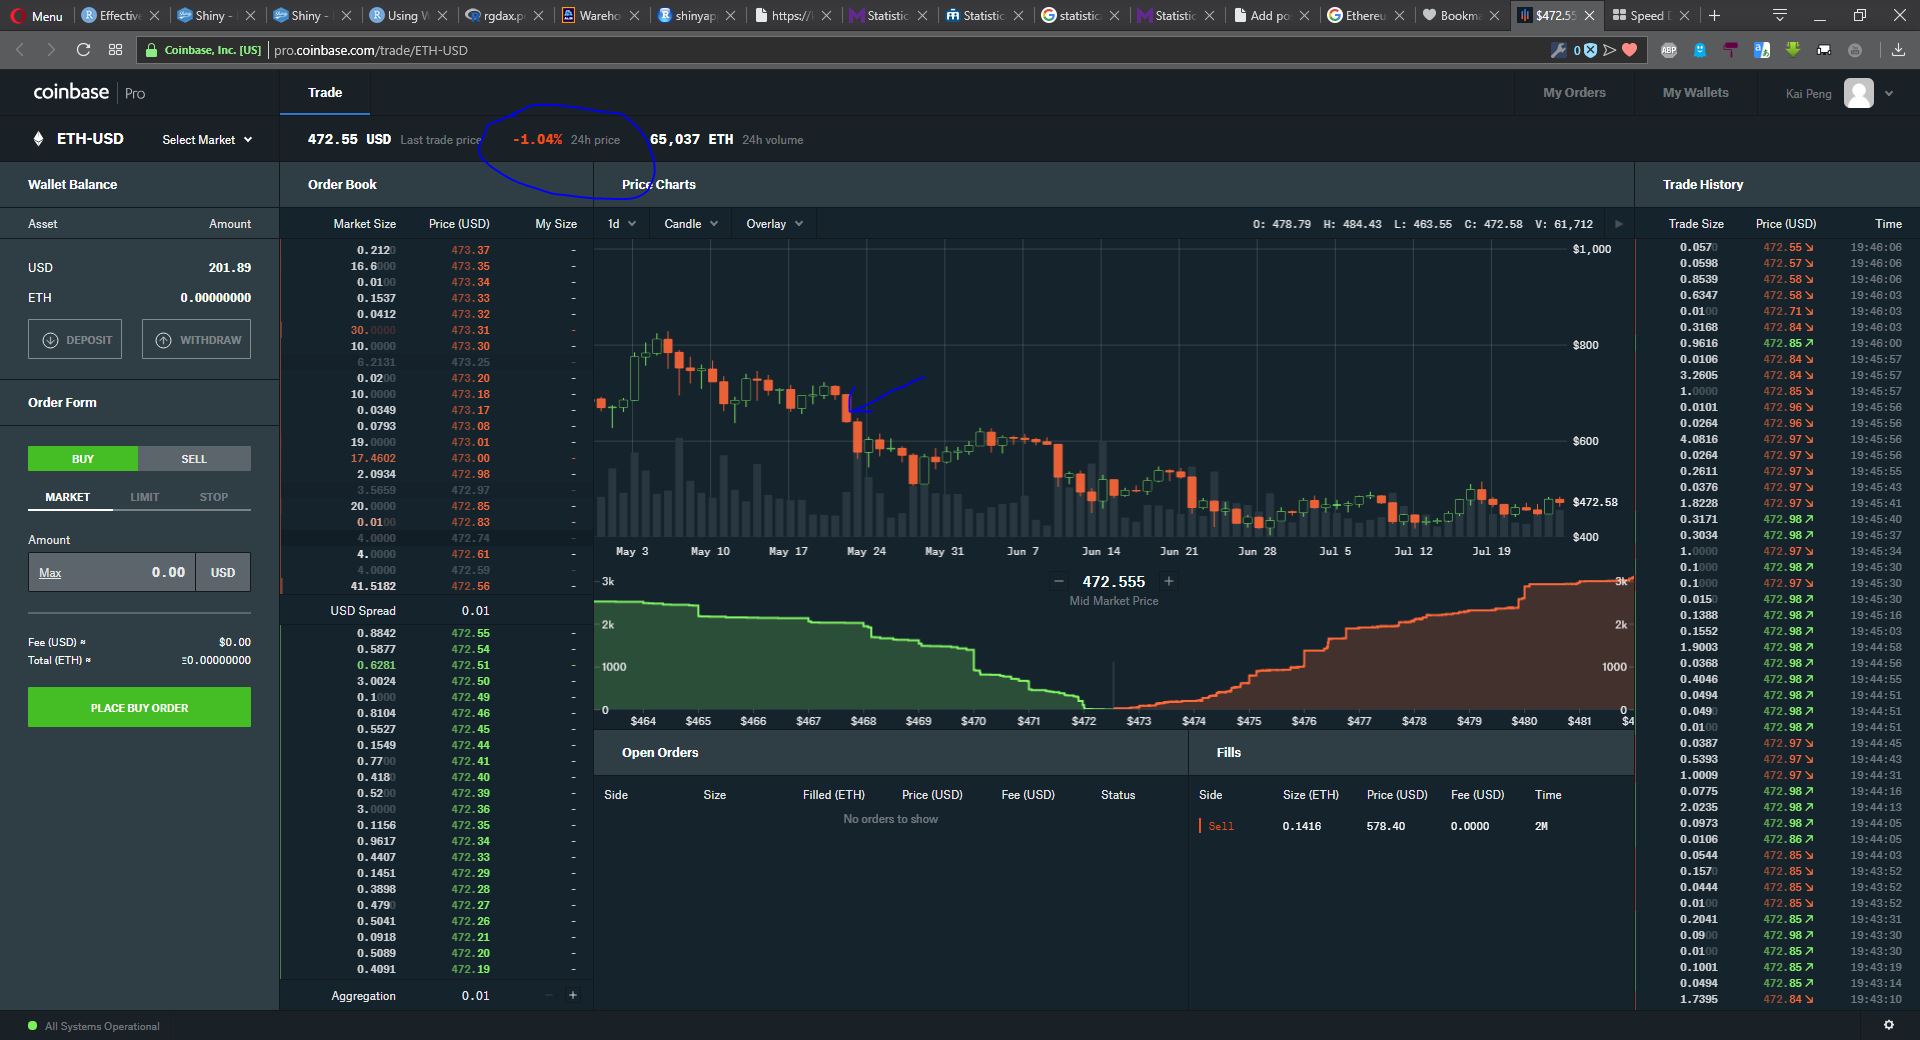 Menu
Effective
Shiny -
Shiny -
Using W
rgdax.p
Wareho
shinyap
https://
Statistic
Statistic
statistic
Statistic
Add po
Ethereu
Bookma
$472.55
Speed D
Coinbase, Inc. [US]
pro.coinbase.com/trade/ETH-USD
0
ABP
coinbase Pro
Trade
My Orders
My Wallets
Kai Peng
ETH-USD
Select Market
472.55 USD Last trade price
-1.04% 24h price
65,037 ETH 24h volume
Wallet Balance
Asset Amount
USD 201.89
ETH 0.00000000
DEPOSIT
WITHDRAW
Order Form
BUY
SELL
MARKET
LIMIT
STOP
Amount
Max 0.00 USD
Fee (USD) ≈ $0.00
Total (ETH) ≈ Ξ0.00000000
PLACE BUY ORDER
Order Book
Market Size Price (USD) My Size
0.2120 473.37 -
16.6000 473.35 -
0.0100 473.34 -
0.1537 473.33 -
0.0412 473.32 -
30.0000 473.31 -
10.0000 473.30 -
6.2131 473.25 -
0.0200 473.20 -
10.0000 473.18 -
0.0349 473.17 -
0.0793 473.08 -
19.0000 473.01 -
17.4602 473.00 -
2.0934 472.98 -
3.5659 472.97 -
20.0000 472.85 -
0.0100 472.83 -
4.0000 472.74 -
4.0000 472.61 -
4.0000 472.59 -
41.5182 472.56 -
USD Spread 0.01
0.8842 472.55 -
0.5877 472.54 -
0.6281 472.51 -
3.0024 472.50 -
0.1000 472.49 -
0.8104 472.46 -
0.5527 472.45 -
0.1549 472.44 -
0.7700 472.41 -
0.4180 472.40 -
0.5200 472.39 -
3.0000 472.36 -
0.1156 472.35 -
0.9617 472.34 -
0.4407 472.33 -
0.1451 472.29 -
0.3898 472.28 -
0.4790 472.27 -
0.5041 472.26 -
0.0918 472.21 -
0.5089 472.20 -
0.4091 472.19 -
Aggregation 0.01 - +
Price Charts
1d
Candle
Overlay
O: 478.79 H: 484.43 L: 463.55 C: 472.58 V: 61,712
$1,000
$800
$600
$472.58
$400
May 3 May 10 May 17 May 24 May 31 Jun 7 Jun 14 Jun 21 Jun 28 Jul 5 Jul 12 Jul 19
- 472.555 +
Mid Market Price
3k 3k
2k 2k
1000 1000
0 0
$464 $465 $466 $467 $468 $469 $470 $471 $472 $473 $474 $475 $476 $477 $478 $479 $480 $481 $4
Open Orders
Side Size Filled (ETH) Price (USD) Fee (USD) Status
No orders to show
Fills
Side Size (ETH) Price (USD) Fee (USD) Time
Sell 0.1416 578.40 0.0000 2M
Trade History
Trade Size Price (USD) Time
0.0570 472.55↘ 19:46:06
0.0598 472.57↘ 19:46:06
0.8539 472.58↘ 19:46:06
0.6347 472.58↘ 19:46:03
0.0100 472.71↘ 19:46:03
0.3168 472.84↘ 19:46:03
0.9616 472.85↗ 19:46:00
0.0106 472.84↘ 19:45:57
3.2605 472.84↘ 19:45:57
1.0000 472.85↘ 19:45:57
0.0101 472.96↘ 19:45:56
0.0264 472.96↘ 19:45:56
4.0816 472.97↘ 19:45:56
0.0264 472.97↘ 19:45:56
0.2611 472.97↘ 19:45:55
0.0376 472.97↘ 19:45:43
1.8228 472.97↘ 19:45:41
0.3171 472.98↗ 19:45:40
0.3034 472.98↗ 19:45:37
1.0000 472.97↘ 19:45:34
0.1000 472.98↗ 19:45:30
0.1000 472.97↘ 19:45:30
0.0150 472.98↗ 19:45:30
0.1388 472.98↗ 19:45:16
0.1552 472.98↗ 19:45:03
1.9003 472.98↗ 19:44:58
0.0368 472.98↗ 19:44:56
0.4046 472.98↗ 19:44:55
0.0494 472.98↗ 19:44:51
0.0490 472.98↗ 19:44:51
0.0100 472.98↗ 19:44:51
0.0387 472.97↘ 19:44:45
0.5393 472.97↘ 19:44:43
1.0009 472.97↘ 19:44:31
0.0775 472.98↗ 19:44:16
2.0235 472.98↗ 19:44:13
0.0973 472.98↗ 19:44:05
0.0106 472.86↗ 19:44:05
0.0544 472.85↘ 19:44:03
0.1570 472.85↘ 19:43:52
0.0444 472.85↘ 19:43:52
0.0100 472.85↘ 19:43:52
0.2041 472.85↗ 19:43:31
0.0900 472.98↗ 19:43:30
0.0100 472.85↗ 19:43:30
0.1001 472.85↗ 19:43:19
0.0494 472.85↗ 19:43:14
1.7395 472.84↘ 19:43:10
All Systems Operational